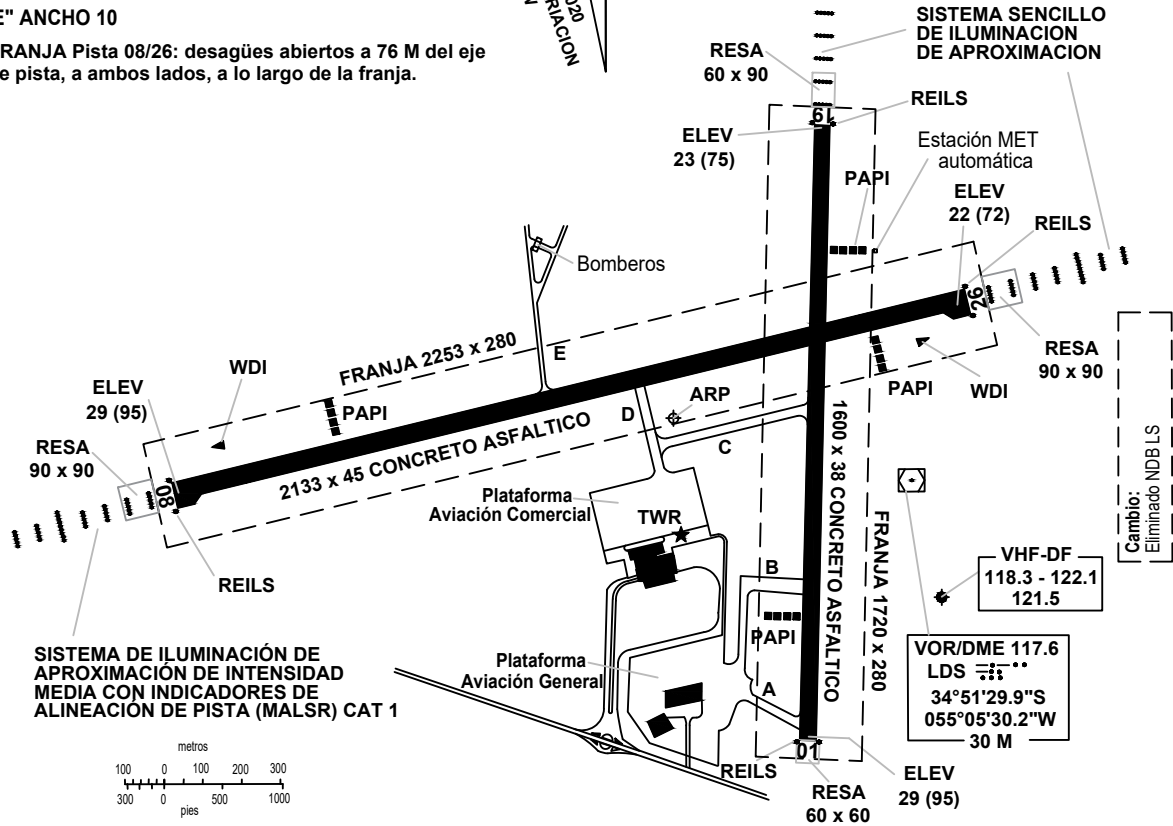 E" ANCHO 10
RANJA Pista 08/26: desagües abiertos a 76 M del eje
e pista, a ambos lados, a lo largo de la franja.
020
RIACION
SISTEMA SENCILLO
DE ILUMINACION
DE APROXIMACION
RESA
60 x 90
REILS
19
ELEV
23 (75)
Estación MET
automática
PAPI
ELEV
22 (72)
REILS
Bomberos
26
RESA
90 x 90
WDI
FRANJA 2253 x 280
E
PAPI
WDI
ELEV
29 (95)
PAPI
ARP
D
C
RESA
90 x 90
08
2133 x 45 CONCRETO ASFALTICO
1600 x 38 CONCRETO ASFALTICO
FRANJA 1720 x 280
Cambio:
Eliminado NDB LS
Plataforma
Aviación Comercial
TWR
REILS
B
VHF-DF
118.3 - 122.1
121.5
PAPI
SISTEMA DE ILUMINACIÓN DE
APROXIMACIÓN DE INTENSIDAD
MEDIA CON INDICADORES DE
ALINEACIÓN DE PISTA (MALSR) CAT 1
Plataforma
Aviación General
A
VOR/DME 117.6
LDS
34°51'29.9"S
055°05'30.2"W
30 M
01
REILS
ELEV
29 (95)
RESA
60 x 60
metros
100 0 100 200 300
300 0 500 1000
pies